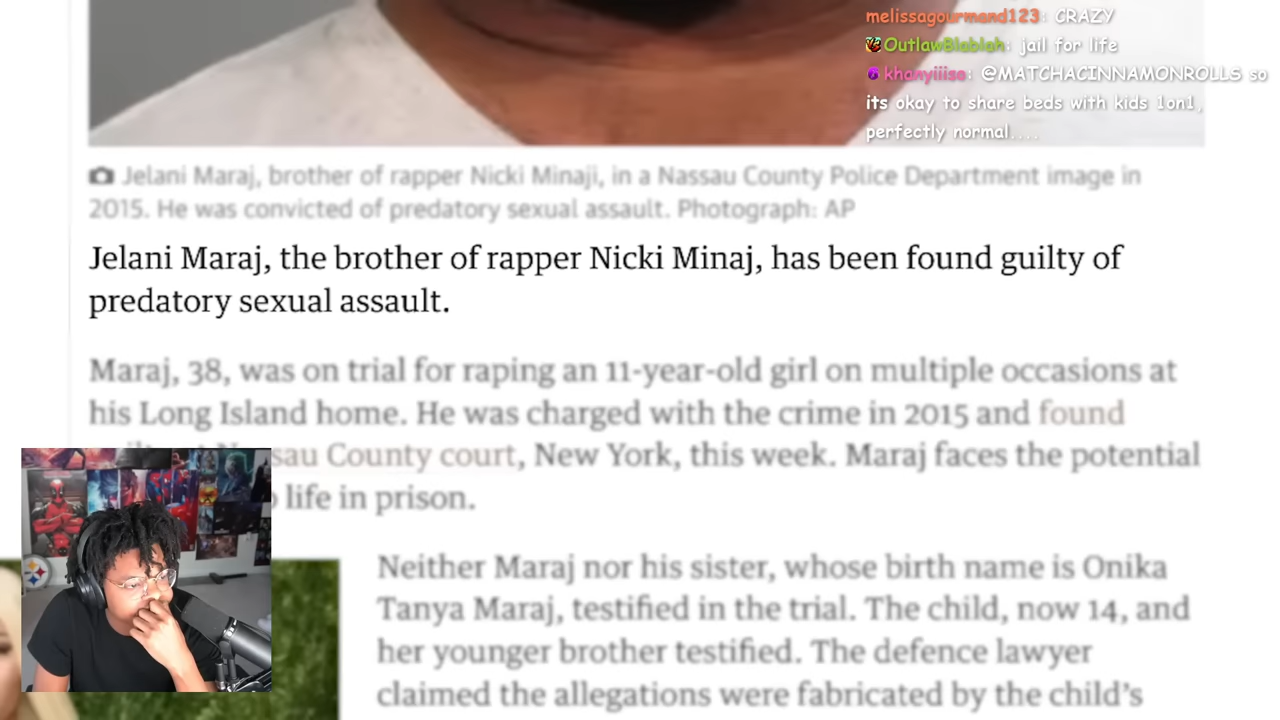 melissagourmand123: CRAZY
OutlawBlablah: jail for life
khanyiiiso: @MATCHACINNAMONROLLS so
its okay to share beds with kids 1on1,
perfectly normal....
Jelani Maraj, brother of rapper Nicki Minaji, in a Nassau County Police Department image in
2015. He was convicted of predatory sexual assault. Photograph: AP
Jelani Maraj, the brother of rapper Nicki Minaj, has been found guilty of
predatory sexual assault.
Maraj, 38, was on trial for raping an 11-year-old girl on multiple occasions at
his Long Island home. He was charged with the crime in 2015 and found
County court, New York, this week. Maraj faces the potential
life in prison.
Neither Maraj nor his sister, whose birth name is Onika
Tanya Maraj, testified in the trial. The child, now 14, and
her younger brother testified. The defence lawyer
claimed the allegations were fabricated by the child's